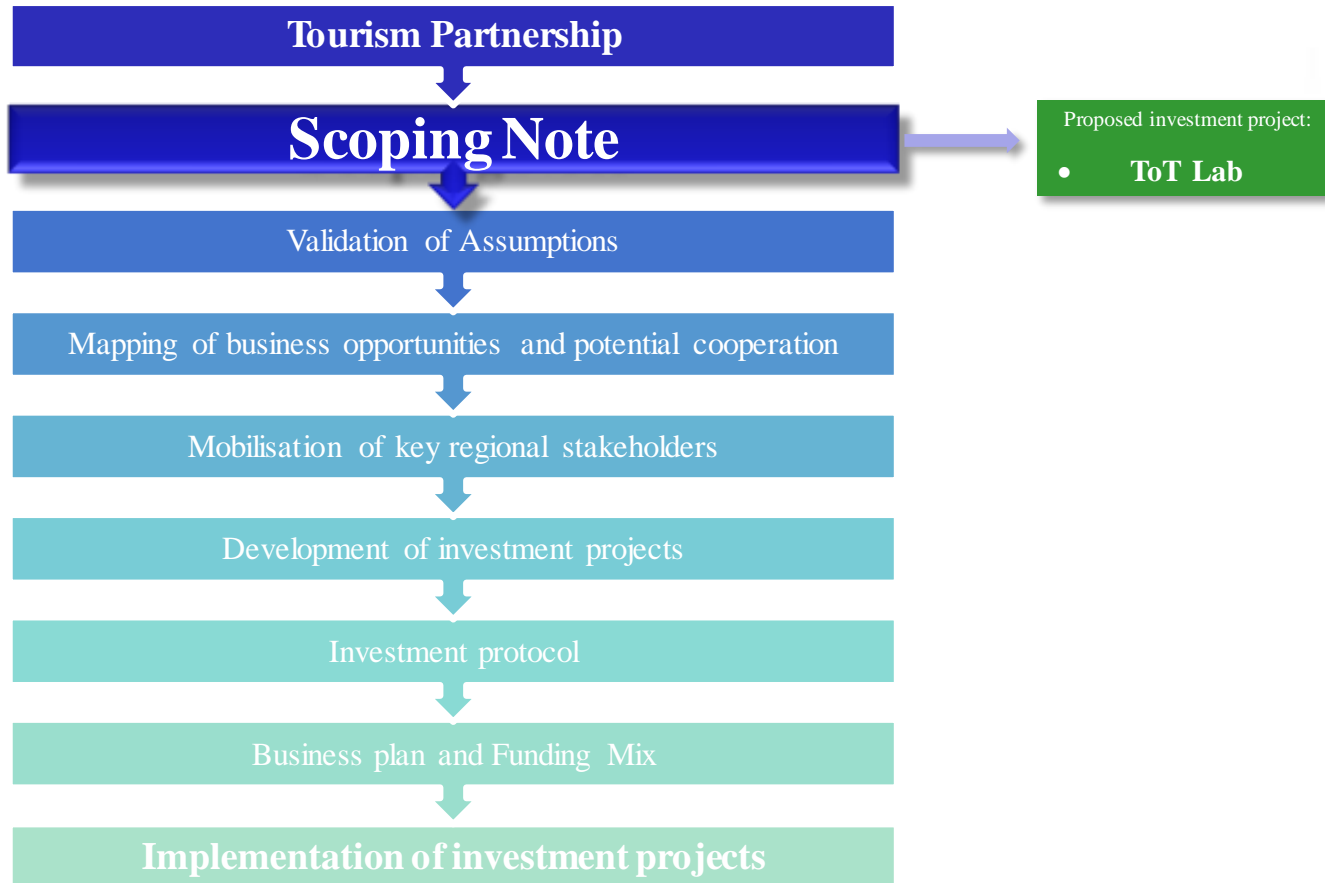 Tourism Partnership
Scoping Note
Proposed investment project:
• ToT Lab
Validation of Assumptions
Mapping of business opportunities and potential cooperation
Mobilisation of key regional stakeholders
Development of investment projects
Investment protocol
Business plan and Funding Mix
Implementation of investment projects